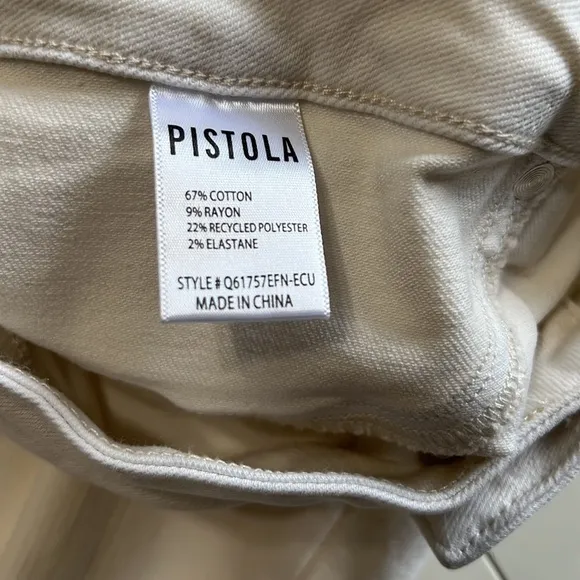 PISTOLA
67% COTTON
9% RAYON
22% RECYCLED POLYESTER
2% ELASTANE
STYLE # Q61757EFN-ECU
MADE IN CHINA